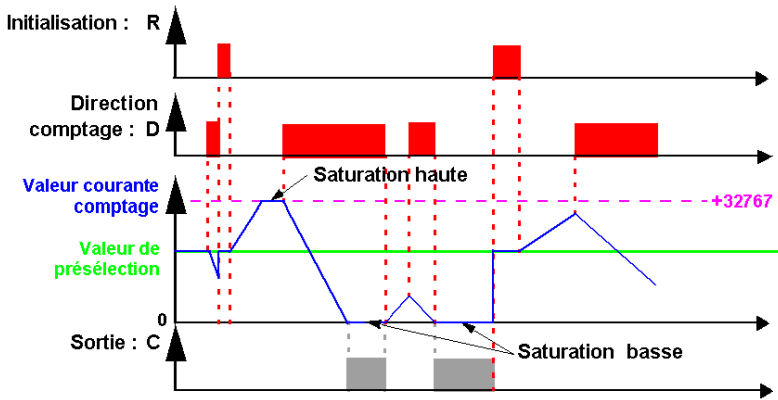 Initialisation : R
Direction
comptage : D
Saturation haute
Valeur courante
comptage
+32767
Valeur de
présélection
0
Sortie : C
Saturation basse